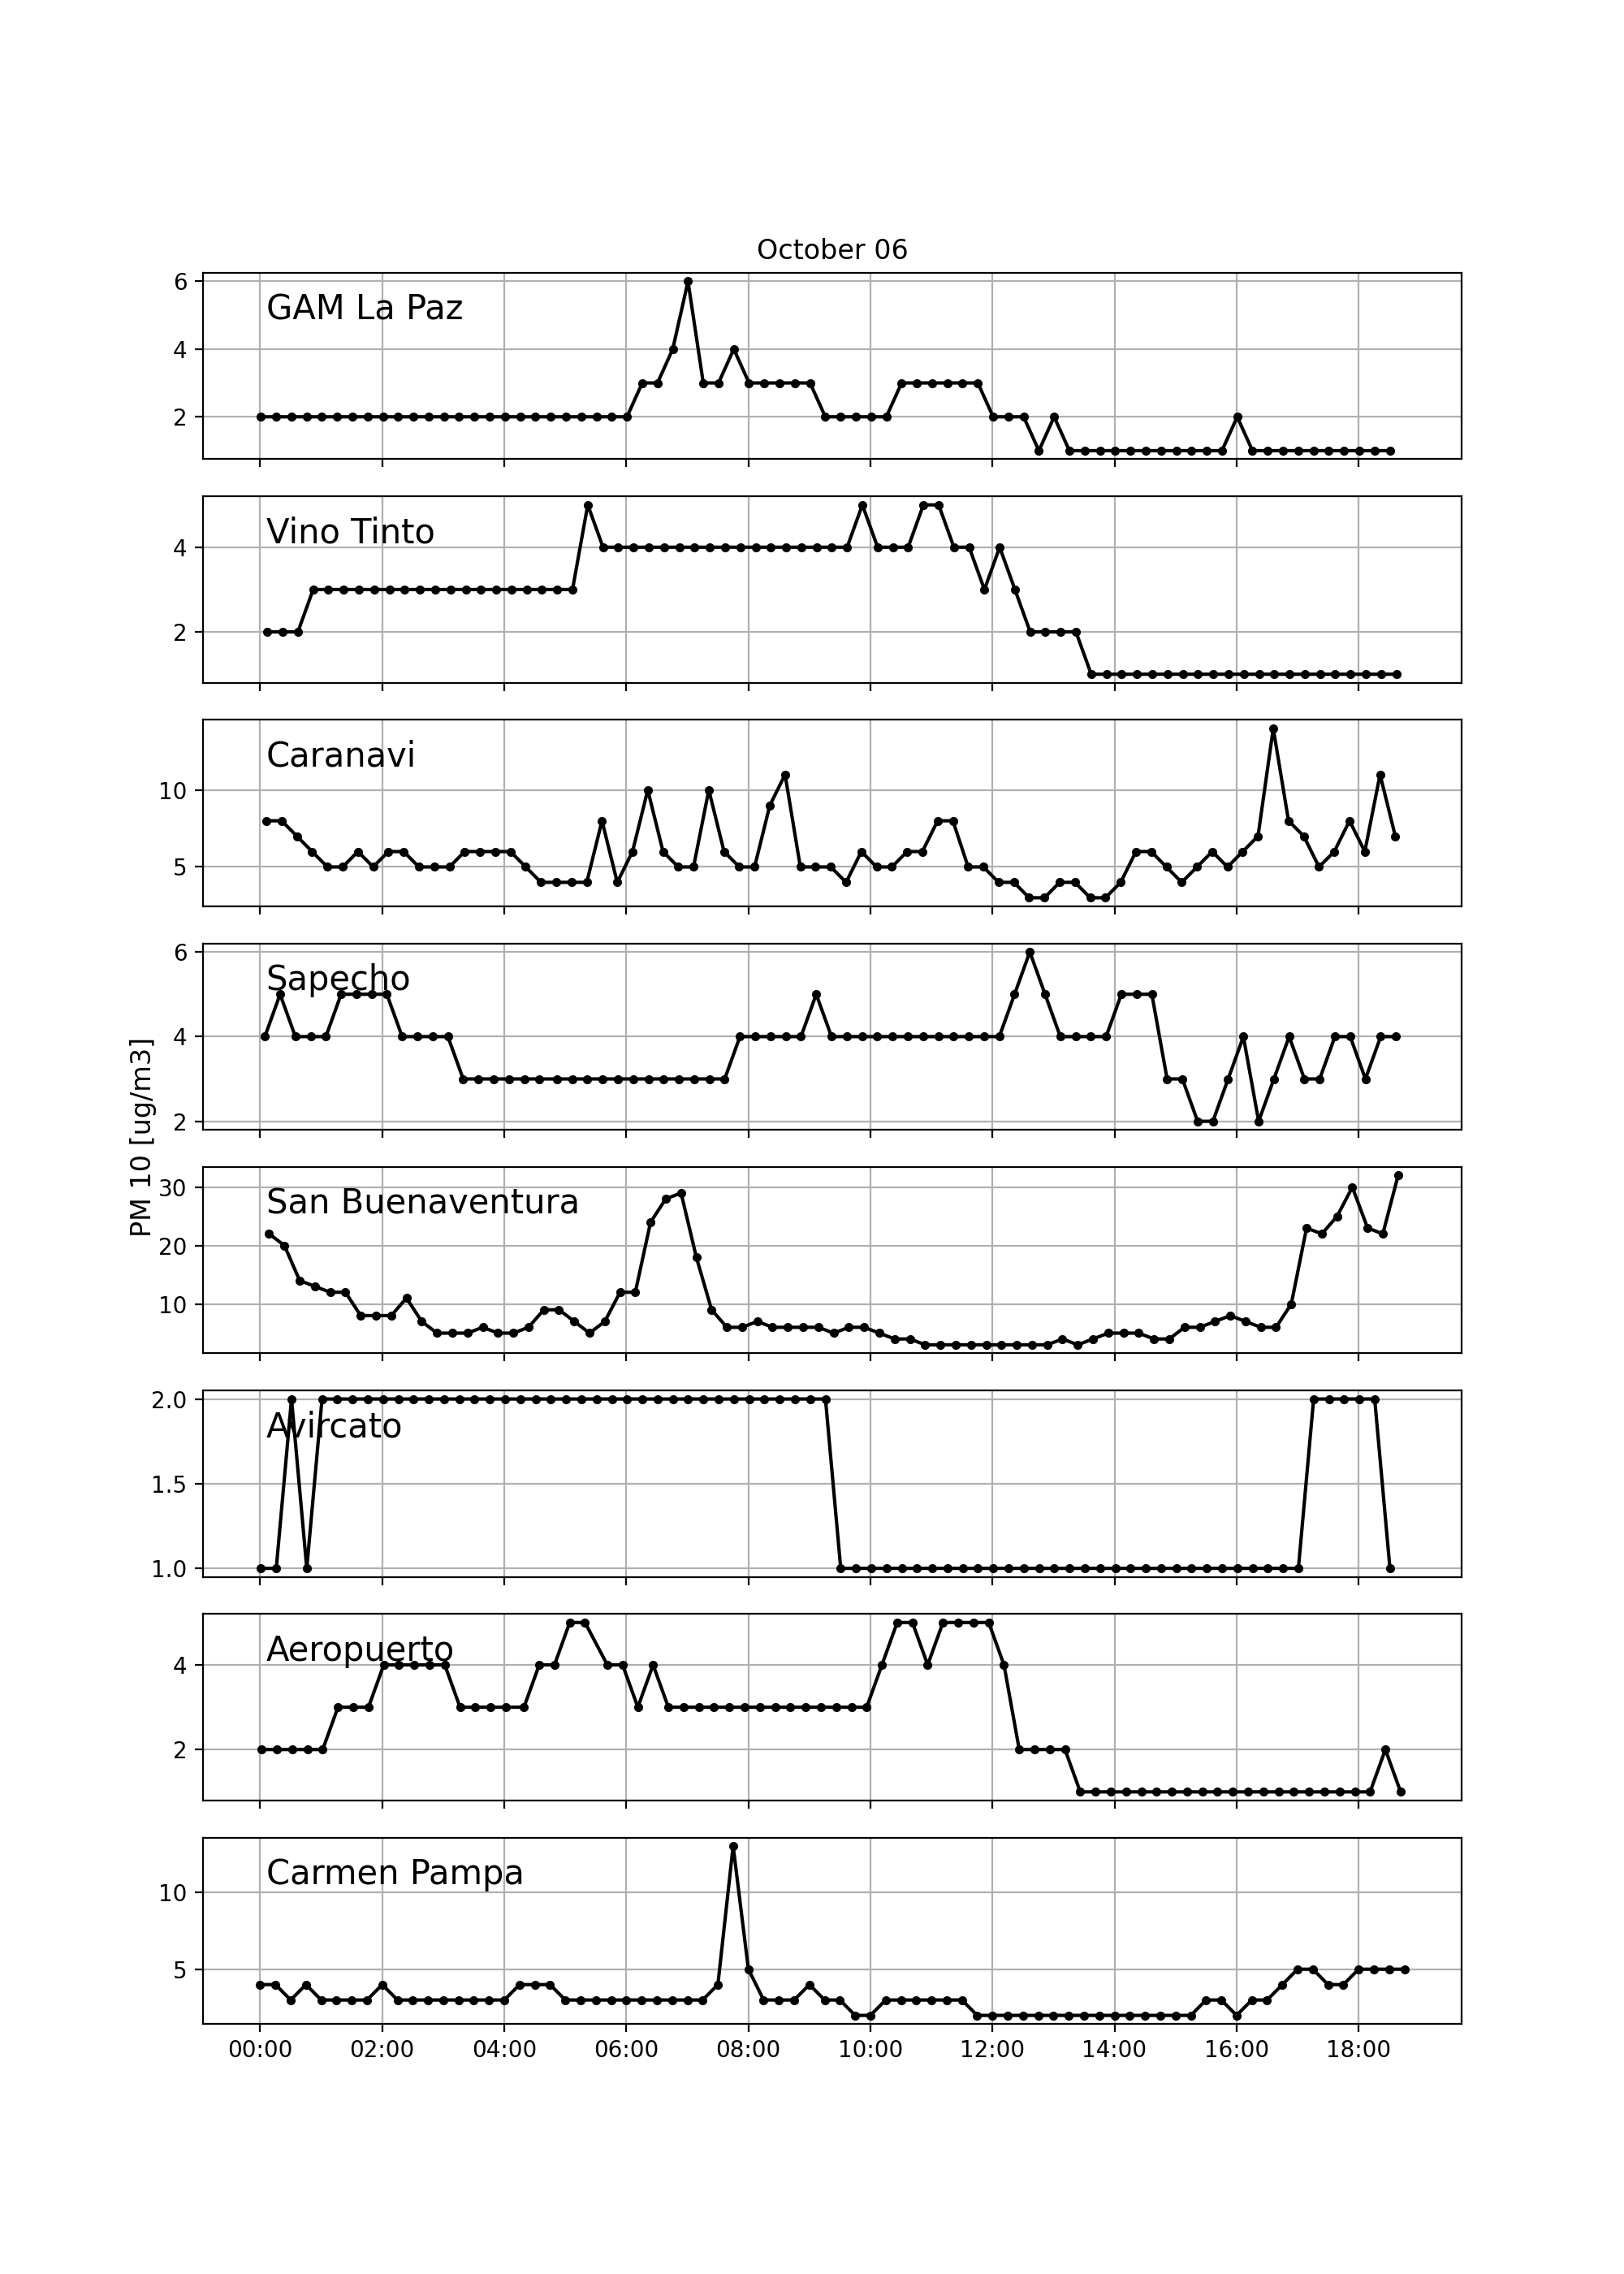 October 06
6
GAM La Paz
4
2
Vino Tinto
4
2
Caranavi
10
5
6
Sapecho
4
2
PM 10 [ug/m3]
30
San Buenaventura
20
10
2.0
Avircato
1.5
1.0
Aeropuerto
4
2
Carmen Pampa
10
5
00:00 02:00 04:00 06:00 08:00 10:00 12:00 14:00 16:00 18:00